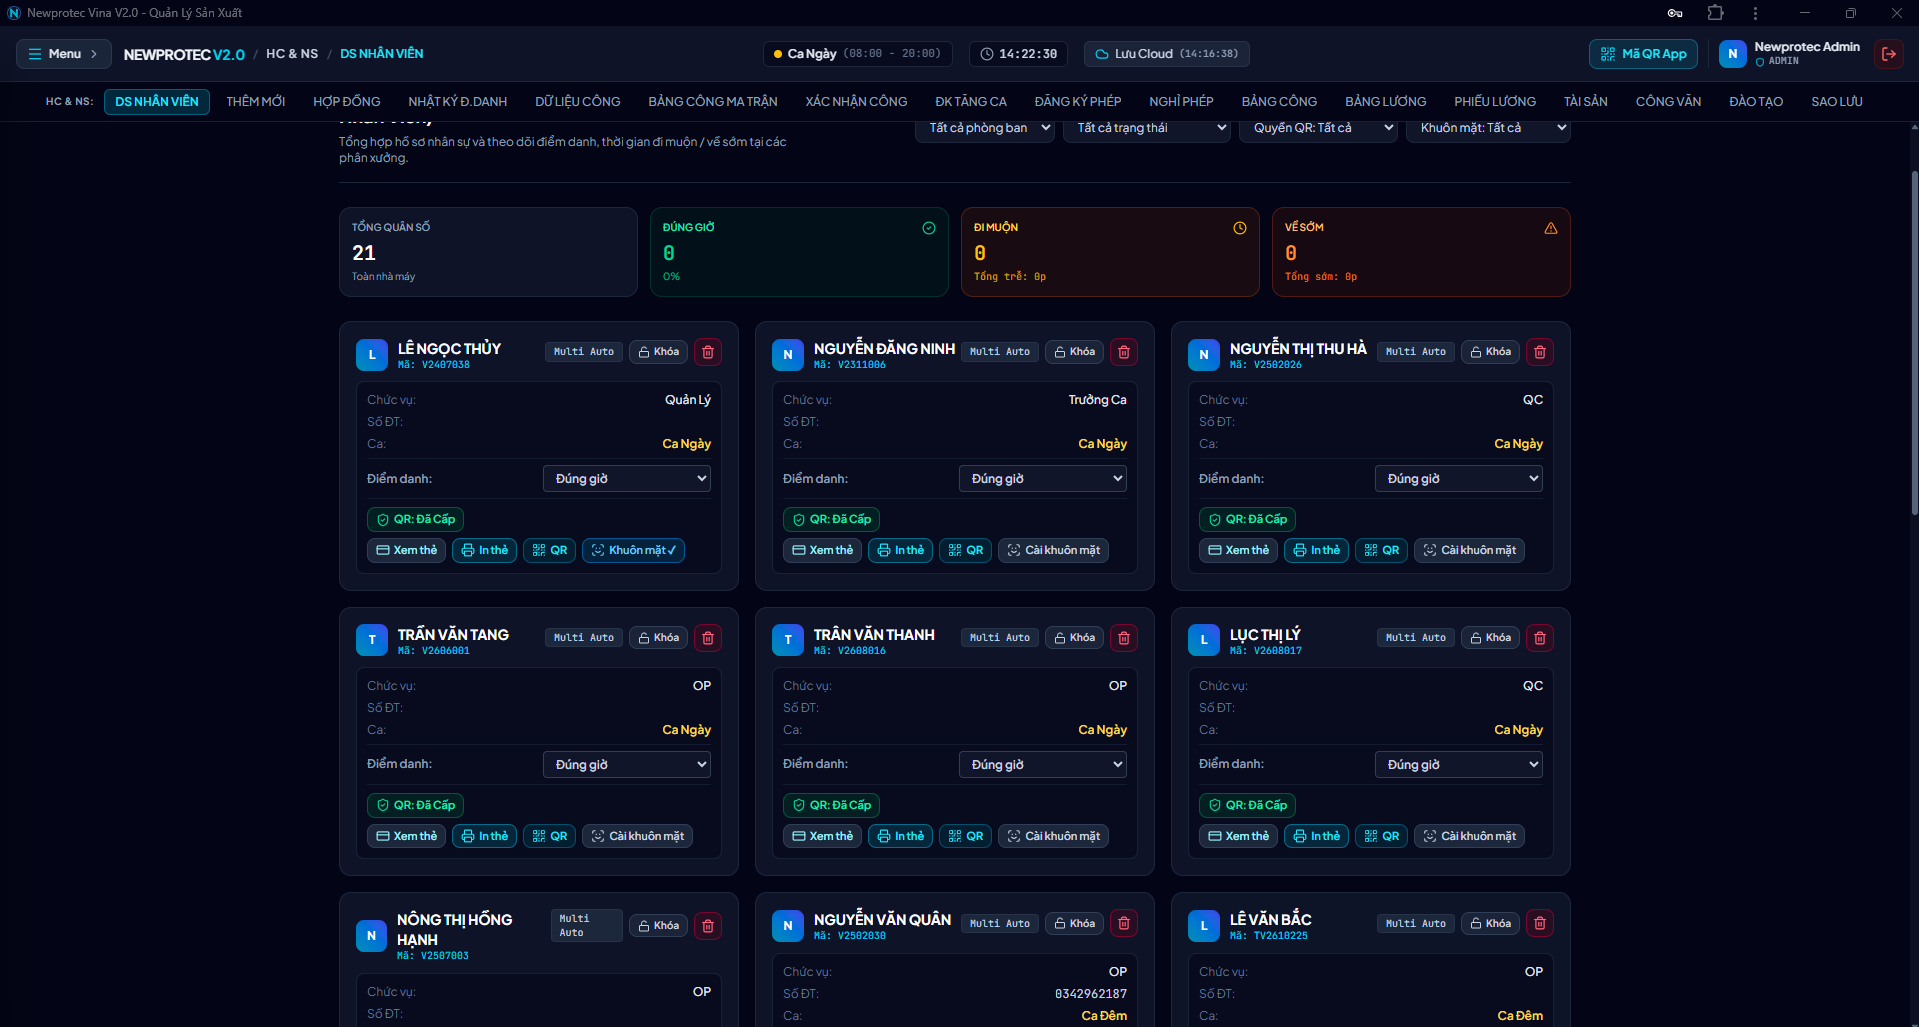 Newprotec Vina V2.0 - Quản Lý Sản Xuất
Menu NEWPROTEC V2.0 / HC & NS / DS NHÂN VIÊN Ca Ngày (08:00 - 20:00) 14:22:30 Lưu Cloud (14:16:38) Mã QR App N Newprotec Admin
ADMIN
HC & NS: DS NHÂN VIÊN THÊM MỚI HỢP ĐỒNG NHẬT KÝ Đ.DANH DỮ LIỆU CÔNG BẢNG CÔNG MA TRẬN XÁC NHẬN CÔNG ĐK TĂNG CA ĐĂNG KÝ PHÉP NGHỈ PHÉP BẢNG CÔNG BẢNG LƯƠNG PHIẾU LƯƠNG TÀI SẢN CÔNG VĂN ĐÀO TẠO SAO LƯU
Tất cả phòng ban Tất cả trạng thái Quyền QR: Tất cả Khuôn mặt: Tất cả
Tổng hợp hồ sơ nhân sự và theo dõi điểm danh, thời gian đi muộn / về sớm tại các
phân xưởng.
TỔNG QUÂN SỐ ĐÚNG GIỜ ĐI MUỘN VỀ SỚM
21 0 0 0
Toàn nhà máy 0% Tổng trễ: 0p Tổng sớm: 0p
L LÊ NGỌC THỦY Multi Auto Khóa
Mã: V2407038
Chức vụ: Quản Lý
Số ĐT:
Ca: Ca Ngày
Điểm danh: Đúng giờ
QR: Đã Cấp
Xem thẻ In thẻ QR Khuôn mặt ✓
N NGUYỄN ĐĂNG NINH Multi Auto Khóa
Mã: V2311006
Chức vụ: Trưởng Ca
Số ĐT:
Ca: Ca Ngày
Điểm danh: Đúng giờ
QR: Đã Cấp
Xem thẻ In thẻ QR Cài khuôn mặt
N NGUYỄN THỊ THU HÀ Multi Auto Khóa
Mã: V2502026
Chức vụ: QC
Số ĐT:
Ca: Ca Ngày
Điểm danh: Đúng giờ
QR: Đã Cấp
Xem thẻ In thẻ QR Cài khuôn mặt
T TRẦN VĂN TANG Multi Auto Khóa
Mã: V2606001
Chức vụ: OP
Số ĐT:
Ca: Ca Ngày
Điểm danh: Đúng giờ
QR: Đã Cấp
Xem thẻ In thẻ QR Cài khuôn mặt
T TRÂN VĂN THANH Multi Auto Khóa
Mã: V2608016
Chức vụ: OP
Số ĐT:
Ca: Ca Ngày
Điểm danh: Đúng giờ
QR: Đã Cấp
Xem thẻ In thẻ QR Cài khuôn mặt
L LỤC THỊ LÝ Multi Auto Khóa
Mã: V2608017
Chức vụ: QC
Số ĐT:
Ca: Ca Ngày
Điểm danh: Đúng giờ
QR: Đã Cấp
Xem thẻ In thẻ QR Cài khuôn mặt
N NÔNG THỊ HỒNG HẠNH Multi Auto Khóa
Mã: V2507003
Chức vụ: OP
Số ĐT:
N NGUYỄN VĂN QUÂN Multi Auto Khóa
Mã: V2502030
Chức vụ: OP
Số ĐT: 0342962187
Ca: Ca Đêm
L LÊ VĂN BẮC Multi Auto Khóa
Mã: TV2610225
Chức vụ: OP
Số ĐT:
Ca: Ca Đêm